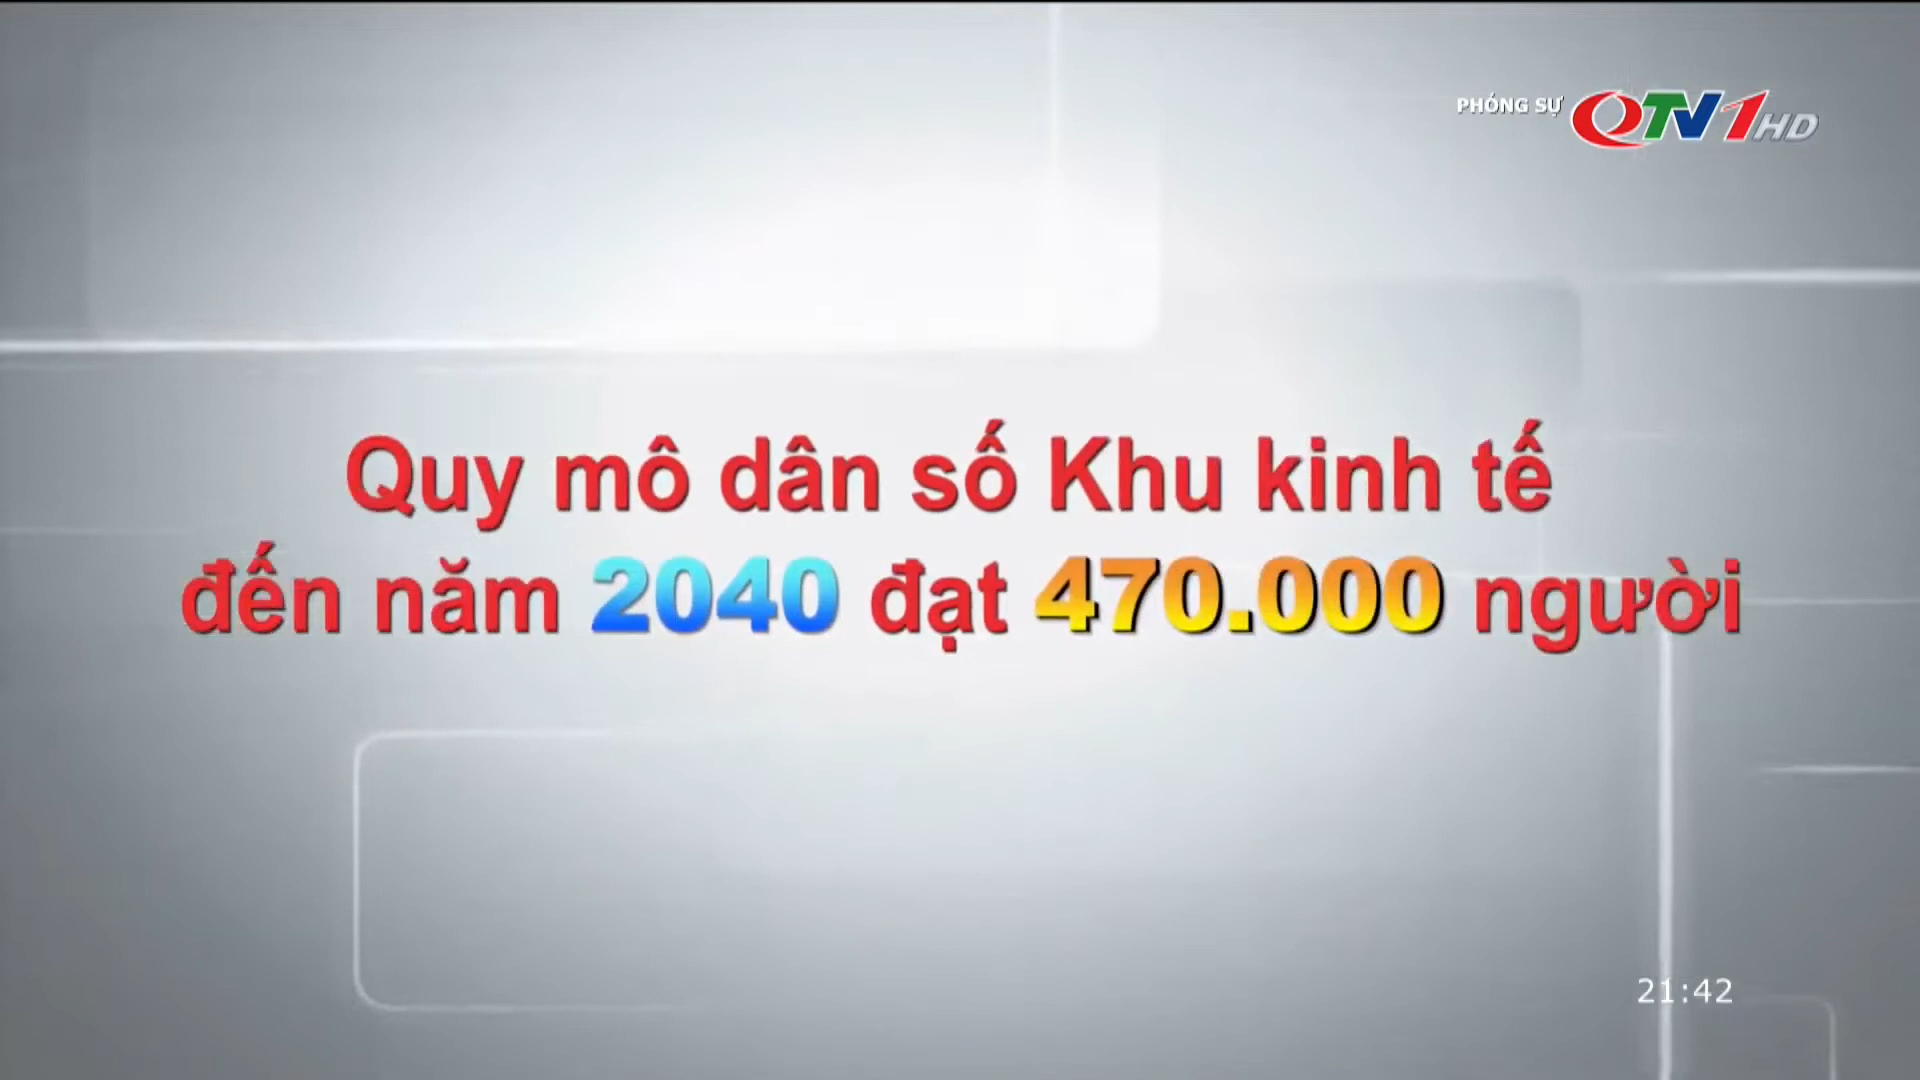 PHÓNG SỰ QTV1HD
Quy mô dân số Khu kinh tế
đến năm 2040 đạt 470.000 người
21:42